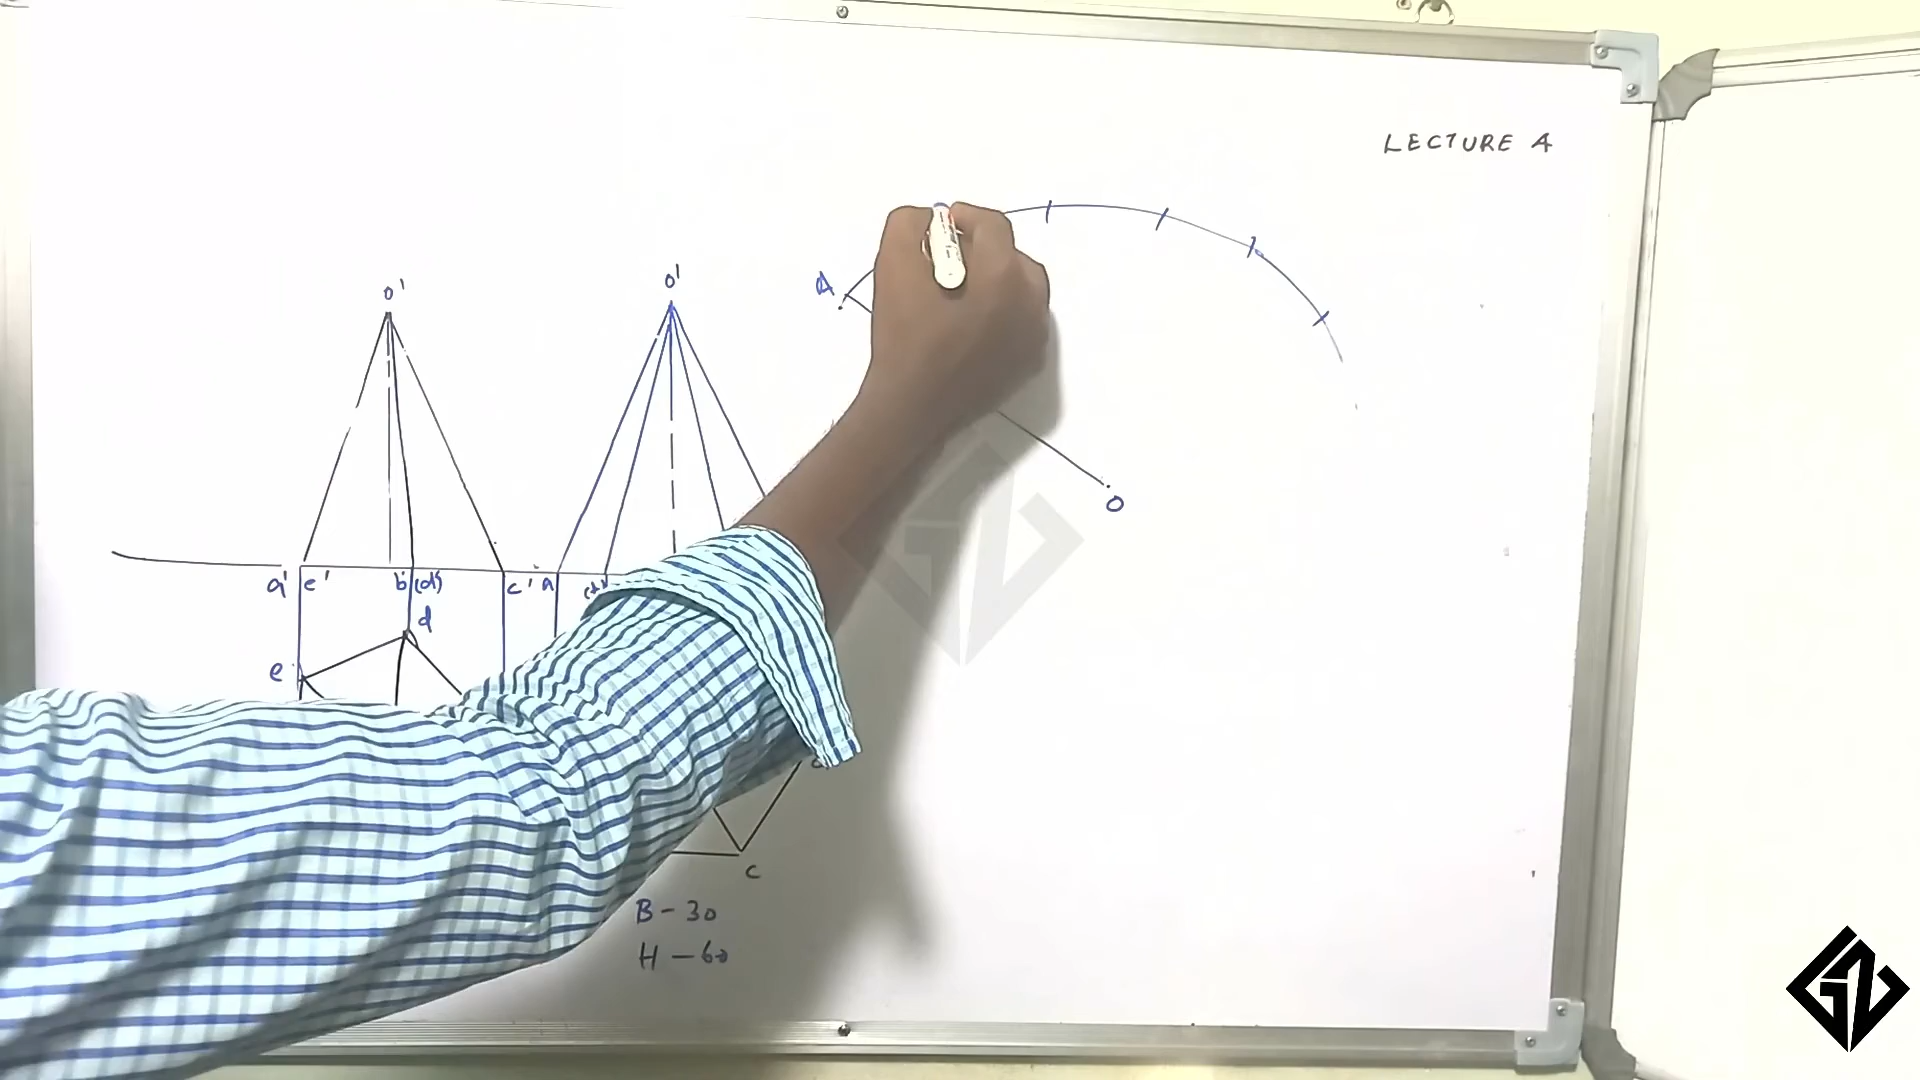 LECTURE 4
o'
o'
A
O
a' e' b' (d') c' a
d
e
c
B - 30
H - 60